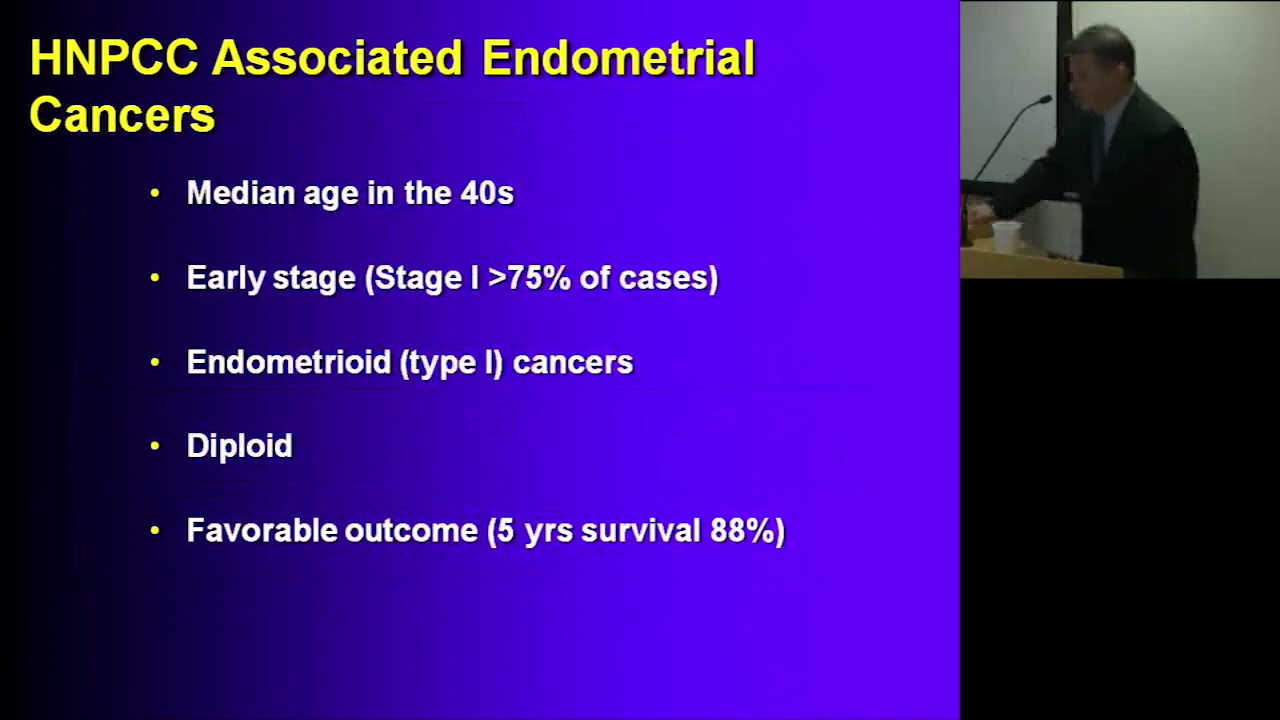 HNPCC Associated Endometrial
Cancers
• Median age in the 40s
• Early stage (Stage I >75% of cases)
• Endometrioid (type I) cancers
• Diploid
• Favorable outcome (5 yrs survival 88%)